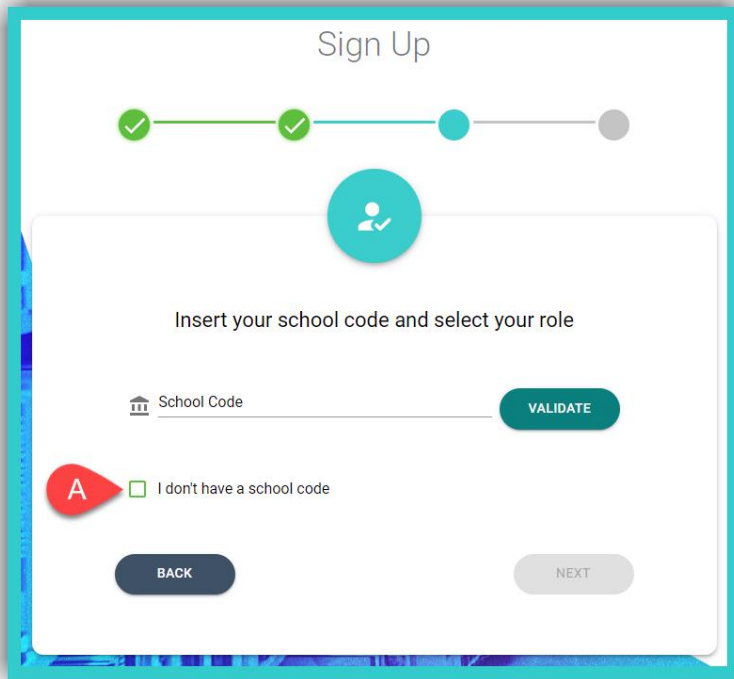 Sign Up
Insert your school code and select your role
School Code
VALIDATE
A
I don't have a school code
BACK
NEXT